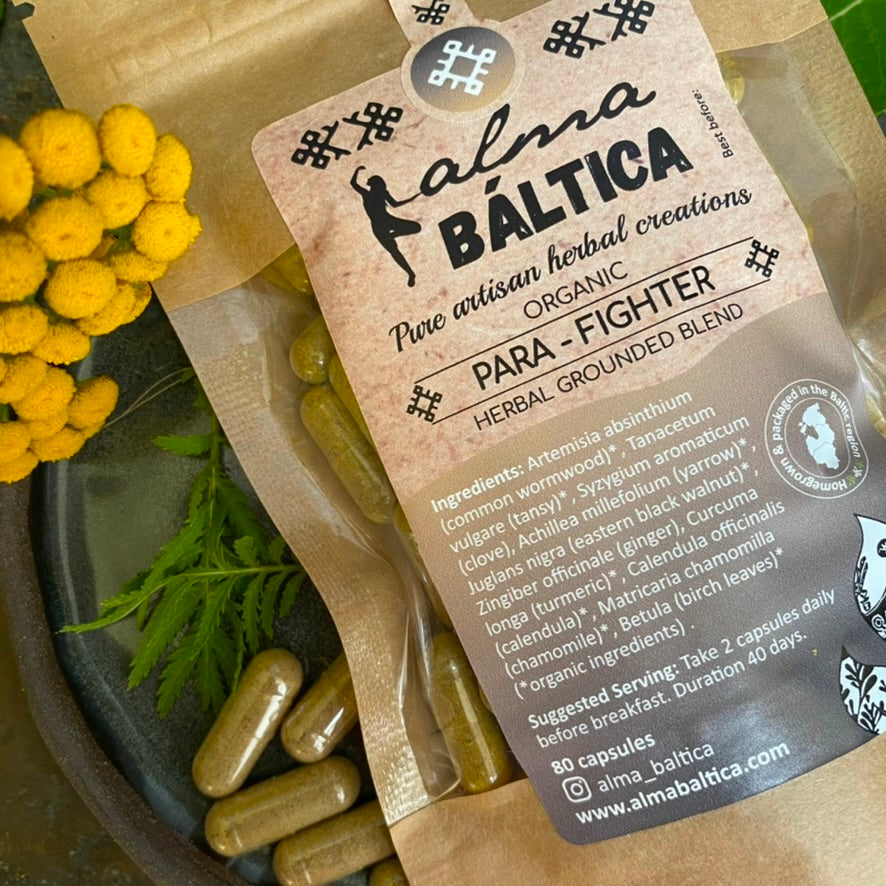 alma
BÁLTICA
Best before:
Pure artisan herbal creations
ORGANIC
PARA - FIGHTER
HERBAL GROUNDED BLEND
Ingredients: Artemisia absinthium
(common wormwood)*, Tanacetum
vulgare (tansy)*, Syzygium aromaticum
(clove), Achillea millefolium (yarrow)*,
Juglans nigra (eastern black walnut)*,
Zingiber officinale (ginger), Curcuma
longa (turmeric)*, Calendula officinalis
(calendula)*, Matricaria chamomilla
(chamomile)*, Betula (birch leaves)*
(*organic ingredients) .
Homegrown & packaged in the Baltic region
Suggested Serving: Take 2 capsules daily
before breakfast. Duration 40 days.
80 capsules
alma_baltica
www.almabaltica.com